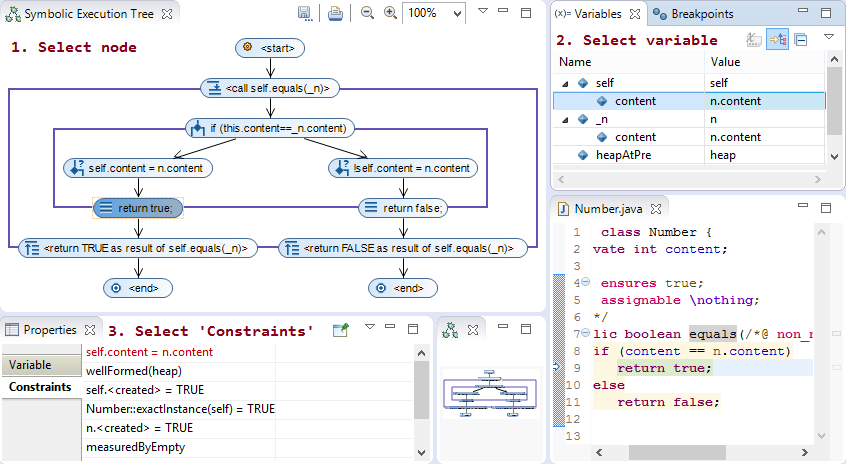 Symbolic Execution Tree
100%
1. Select node
<start>
<call self.equals(_n)>
if (this.content==_n.content)
self.content = n.content
!self.content = n.content
return true;
return false;
<return TRUE as result of self.equals(_n)>
<return FALSE as result of self.equals(_n)>
<end>
<end>
(x)= Variables
Breakpoints
2. Select variable
Name Value
self self
content n.content
_n n
content n.content
heapAtPre heap
Properties
3. Select 'Constraints'
Variable
Constraints
self.content = n.content
wellFormed(heap)
self.<created> = TRUE
Number::exactInstance(self) = TRUE
n.<created> = TRUE
measuredByEmpty
Number.java
1 class Number {
2 vate int content;
3
4 ensures true;
5 assignable \nothing;
6 */
7 lic boolean equals(/*@ non_n
8 if (content == n.content)
9 return true;
10 else
11 return false;
12
13